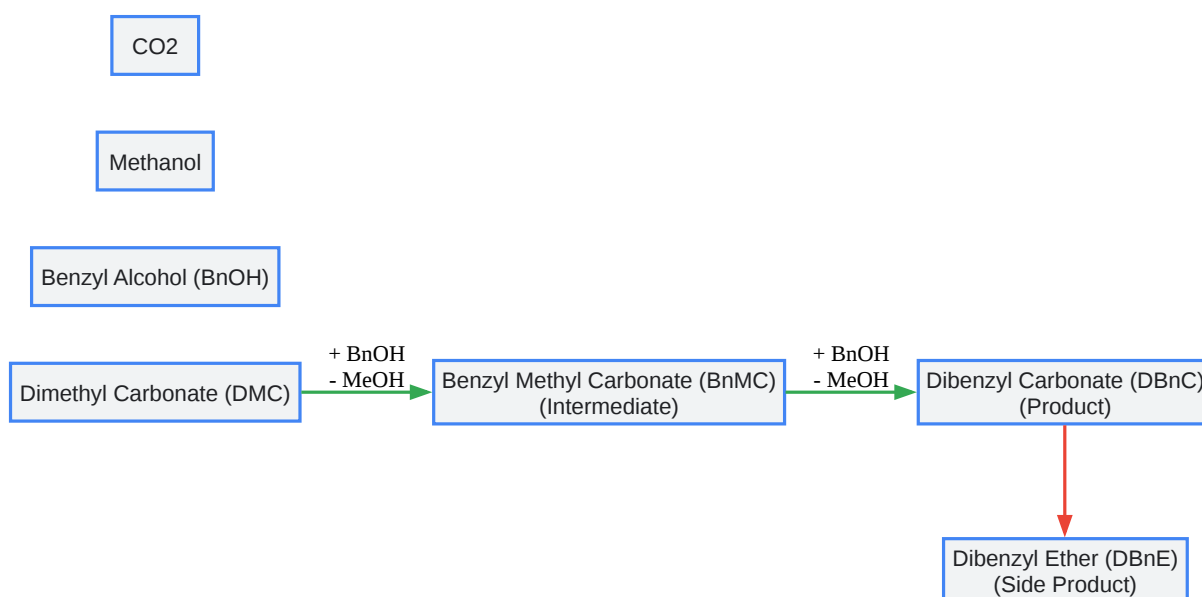 CO2
Methanol
Benzyl Alcohol (BnOH)
Dimethyl Carbonate (DMC)
+ BnOH
- MeOH
Benzyl Methyl Carbonate (BnMC)
(Intermediate)
+ BnOH
- MeOH
Dibenzyl Carbonate (DBnC)
(Product)
Dibenzyl Ether (DBnE)
(Side Product)